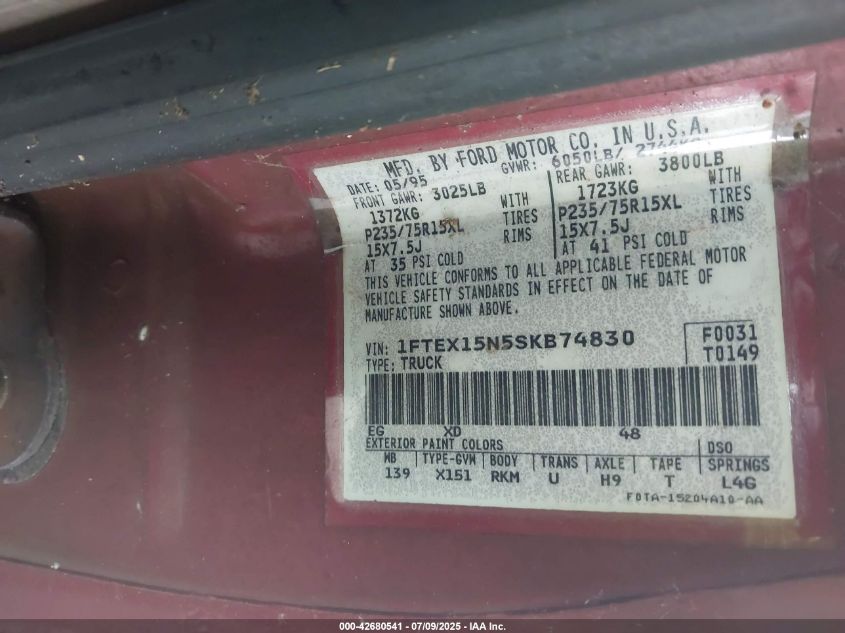 MFD. BY FORD MOTOR CO. IN U.S.A.
DATE: 05/95 GVWR: 6050LB/ 2744KG
FRONT GAWR: 3025LB REAR GAWR: 3800LB
1372KG WITH 1723KG WITH
P235/75R15XL TIRES P235/75R15XL TIRES
15X7.5J RIMS 15X7.5J RIMS
AT 35 PSI COLD AT 41 PSI COLD
THIS VEHICLE CONFORMS TO ALL APPLICABLE FEDERAL MOTOR
VEHICLE SAFETY STANDARDS IN EFFECT ON THE DATE OF
MANUFACTURE SHOWN ABOVE.
VIN: 1FTEX15N5SKB74830 F0031
TYPE: TRUCK T0149
EG XD 48
EXTERIOR PAINT COLORS DSO
WB TYPE-GVW BODY TRANS AXLE TAPE SPRINGS
139 X151 RKM U H9 T L4G
F0TA-15204A10-AA
000-42680541 - 07/09/2025 - IAA Inc.